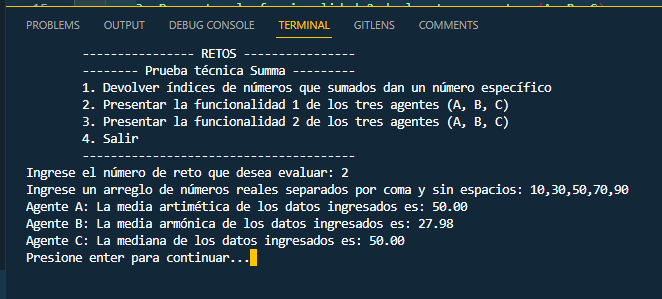 PROBLEMS OUTPUT DEBUG CONSOLE TERMINAL GITLENS COMMENTS
--------------- RETOS ---------------
-------- Prueba técnica Summa ---------
1. Devolver índices de números que sumados dan un número específico
2. Presentar la funcionalidad 1 de los tres agentes (A, B, C)
3. Presentar la funcionalidad 2 de los tres agentes (A, B, C)
4. Salir
-------------------------------------
Ingrese el número de reto que desea evaluar: 2
Ingrese un arreglo de números reales separados por coma y sin espacios: 10,30,50,70,90
Agente A: La media artimética de los datos ingresados es: 50.00
Agente B: La media armónica de los datos ingresados es: 27.98
Agente C: La mediana de los datos ingresados es: 50.00
Presione enter para continuar...